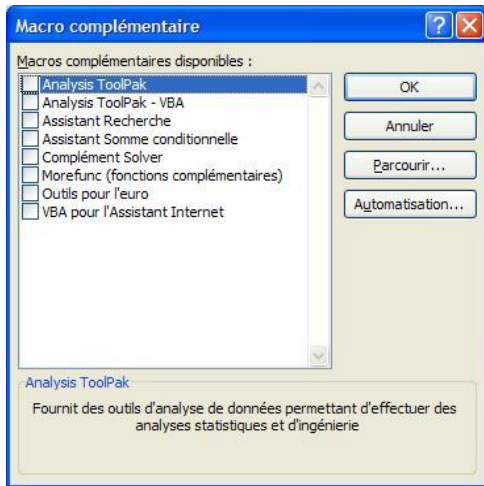 Macro complémentaire
Macros complémentaires disponibles :
Analysis ToolPak
Analysis ToolPak - VBA
Assistant Recherche
Assistant Somme conditionnelle
Complément Solver
Morefunc (fonctions complémentaires)
Outils pour l'euro
VBA pour l'Assistant Internet
OK
Annuler
Parcourir...
Automatisation...
Analysis ToolPak
Fournit des outils d'analyse de données permettant d'effectuer des
analyses statistiques et d'ingénierie